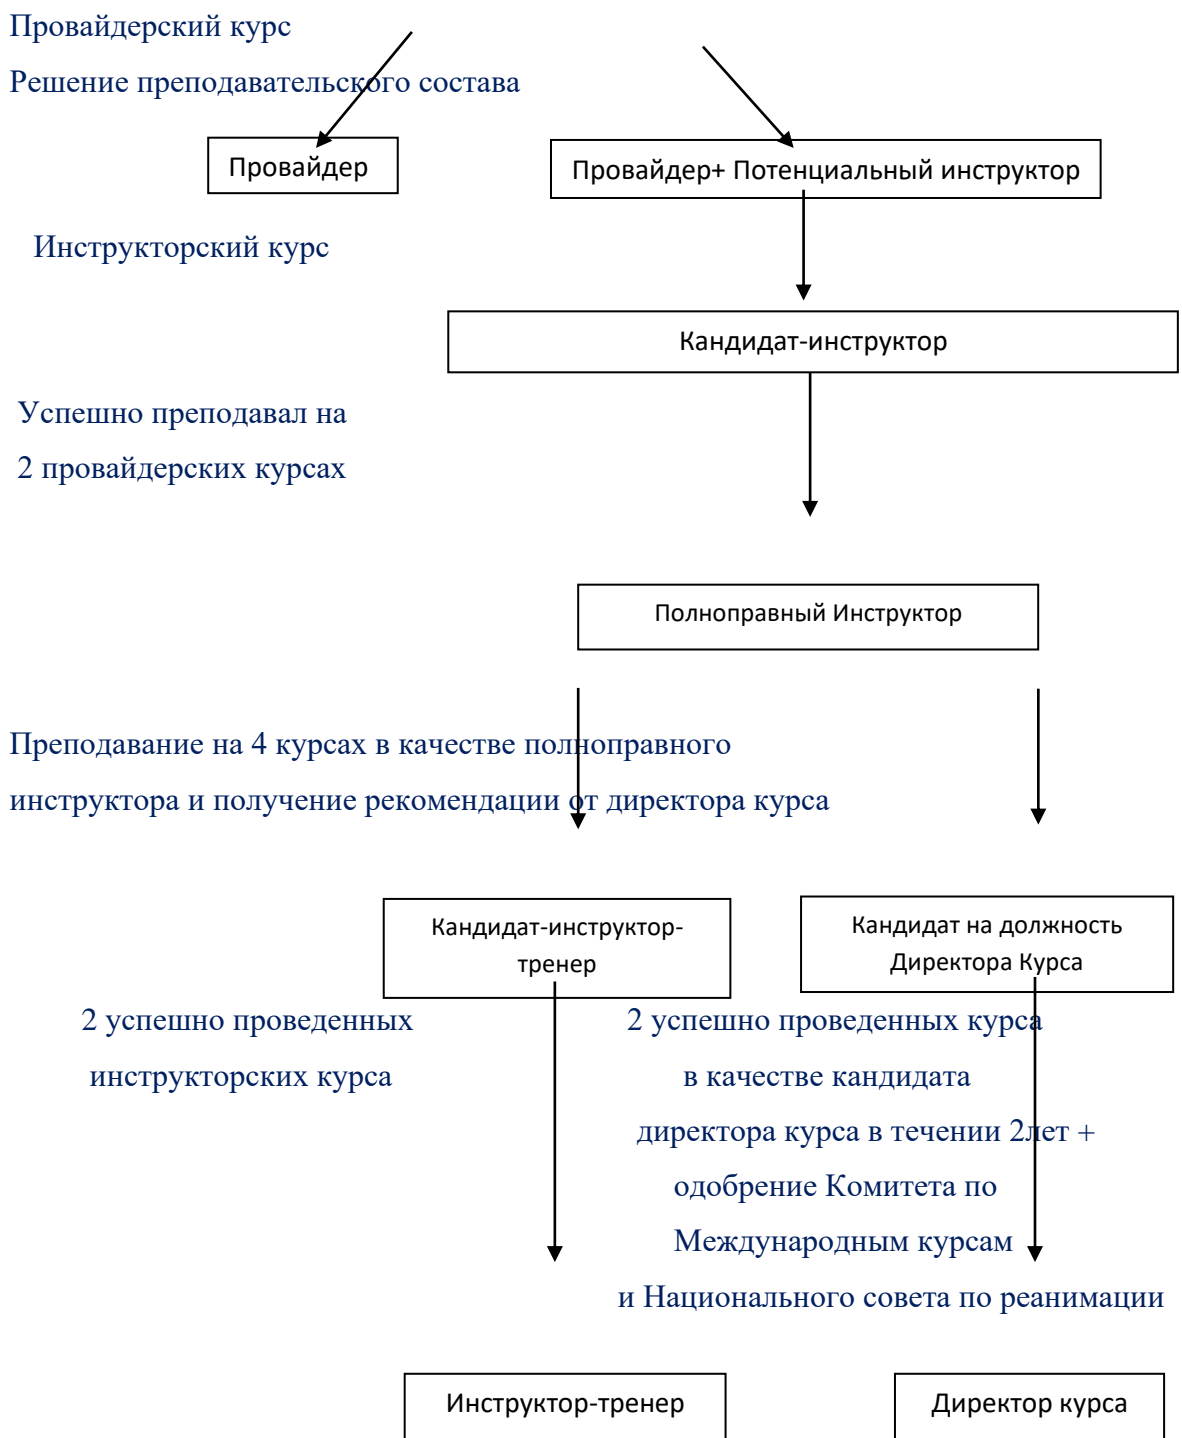 Провайдерский курс
Решение преподавательского состава
Провайдер
Провайдер+ Потенциальный инструктор
Инструкторский курс
Кандидат-инструктор
Успешно преподавал на
2 провайдерских курсах
Полноправный Инструктор
Преподавание на 4 курсах в качестве полноправного
инструктора и получение рекомендации от директора курса
Кандидат-инструктор-
тренер
Кандидат на должность
Директора Курса
2 успешно проведенных
инструкторских курса
2 успешно проведенных курса
в качестве кандидата
директора курса в течении 2лет +
одобрение Комитета по
Международным курсам
и Национального совета по реанимации
Инструктор-тренер
Директор курса